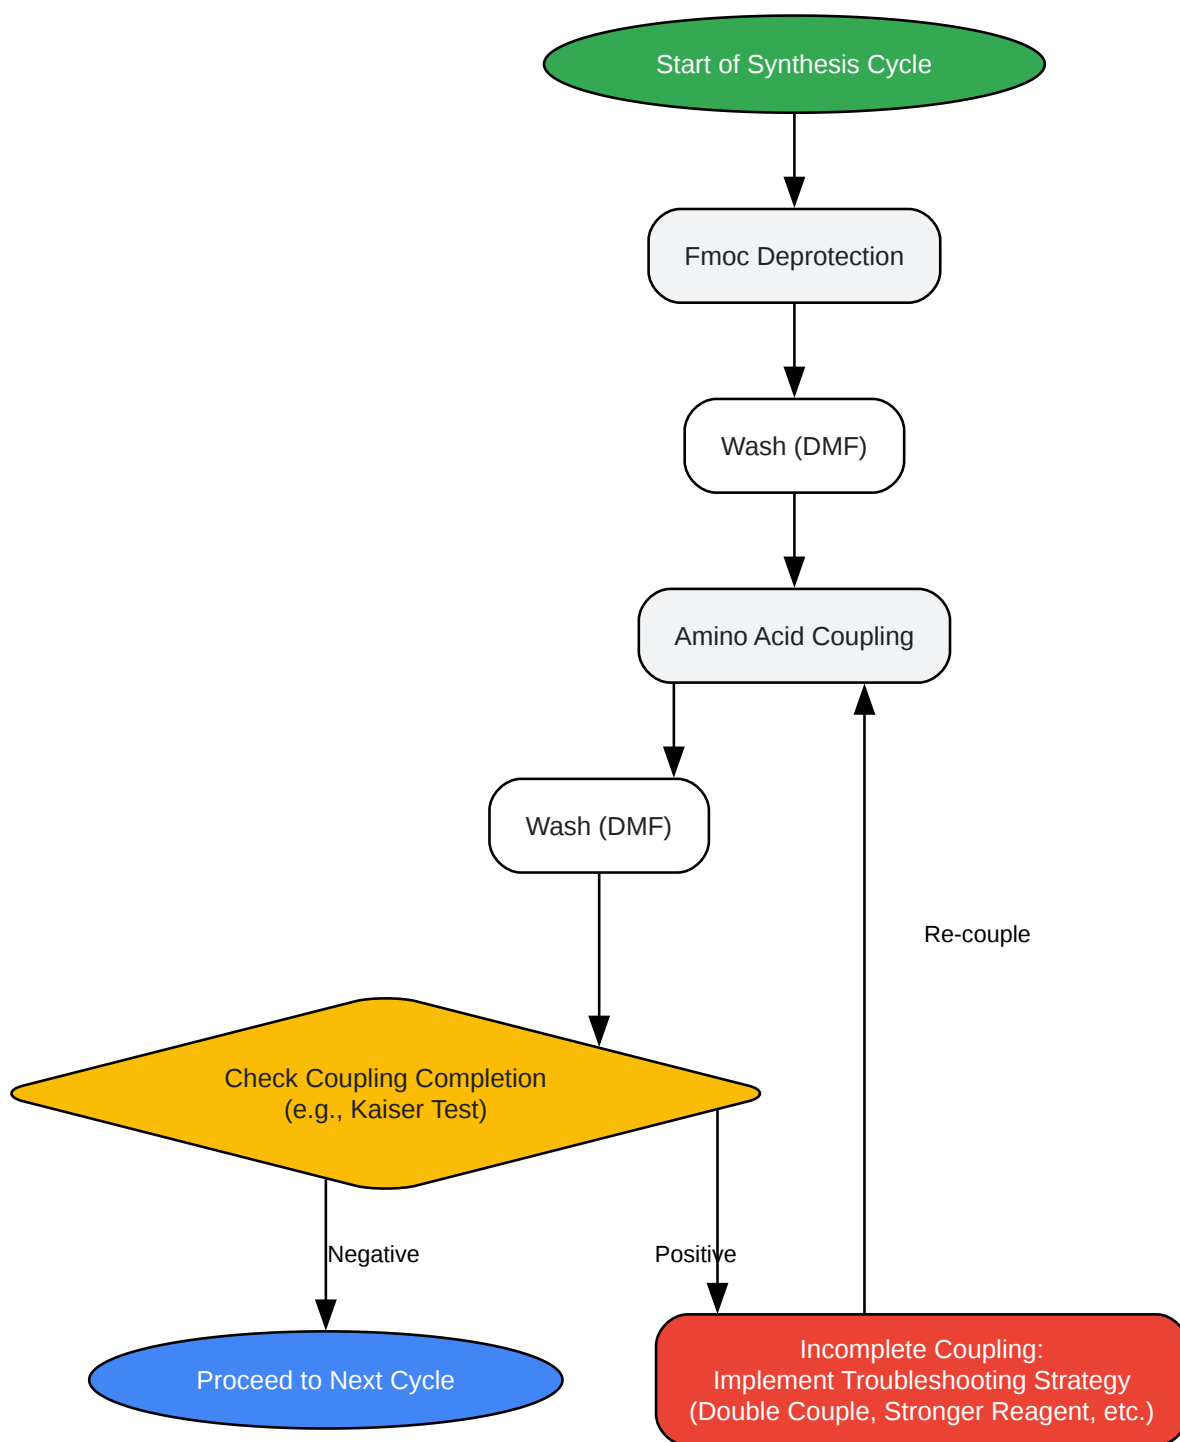 Start of Synthesis Cycle
Fmoc Deprotection
Wash (DMF)
Amino Acid Coupling
Wash (DMF)
Re-couple
Check Coupling Completion
(e.g., Kaiser Test)
Negative
Positive
Proceed to Next Cycle
Incomplete Coupling:
Implement Troubleshooting Strategy
(Double Couple, Stronger Reagent, etc.)